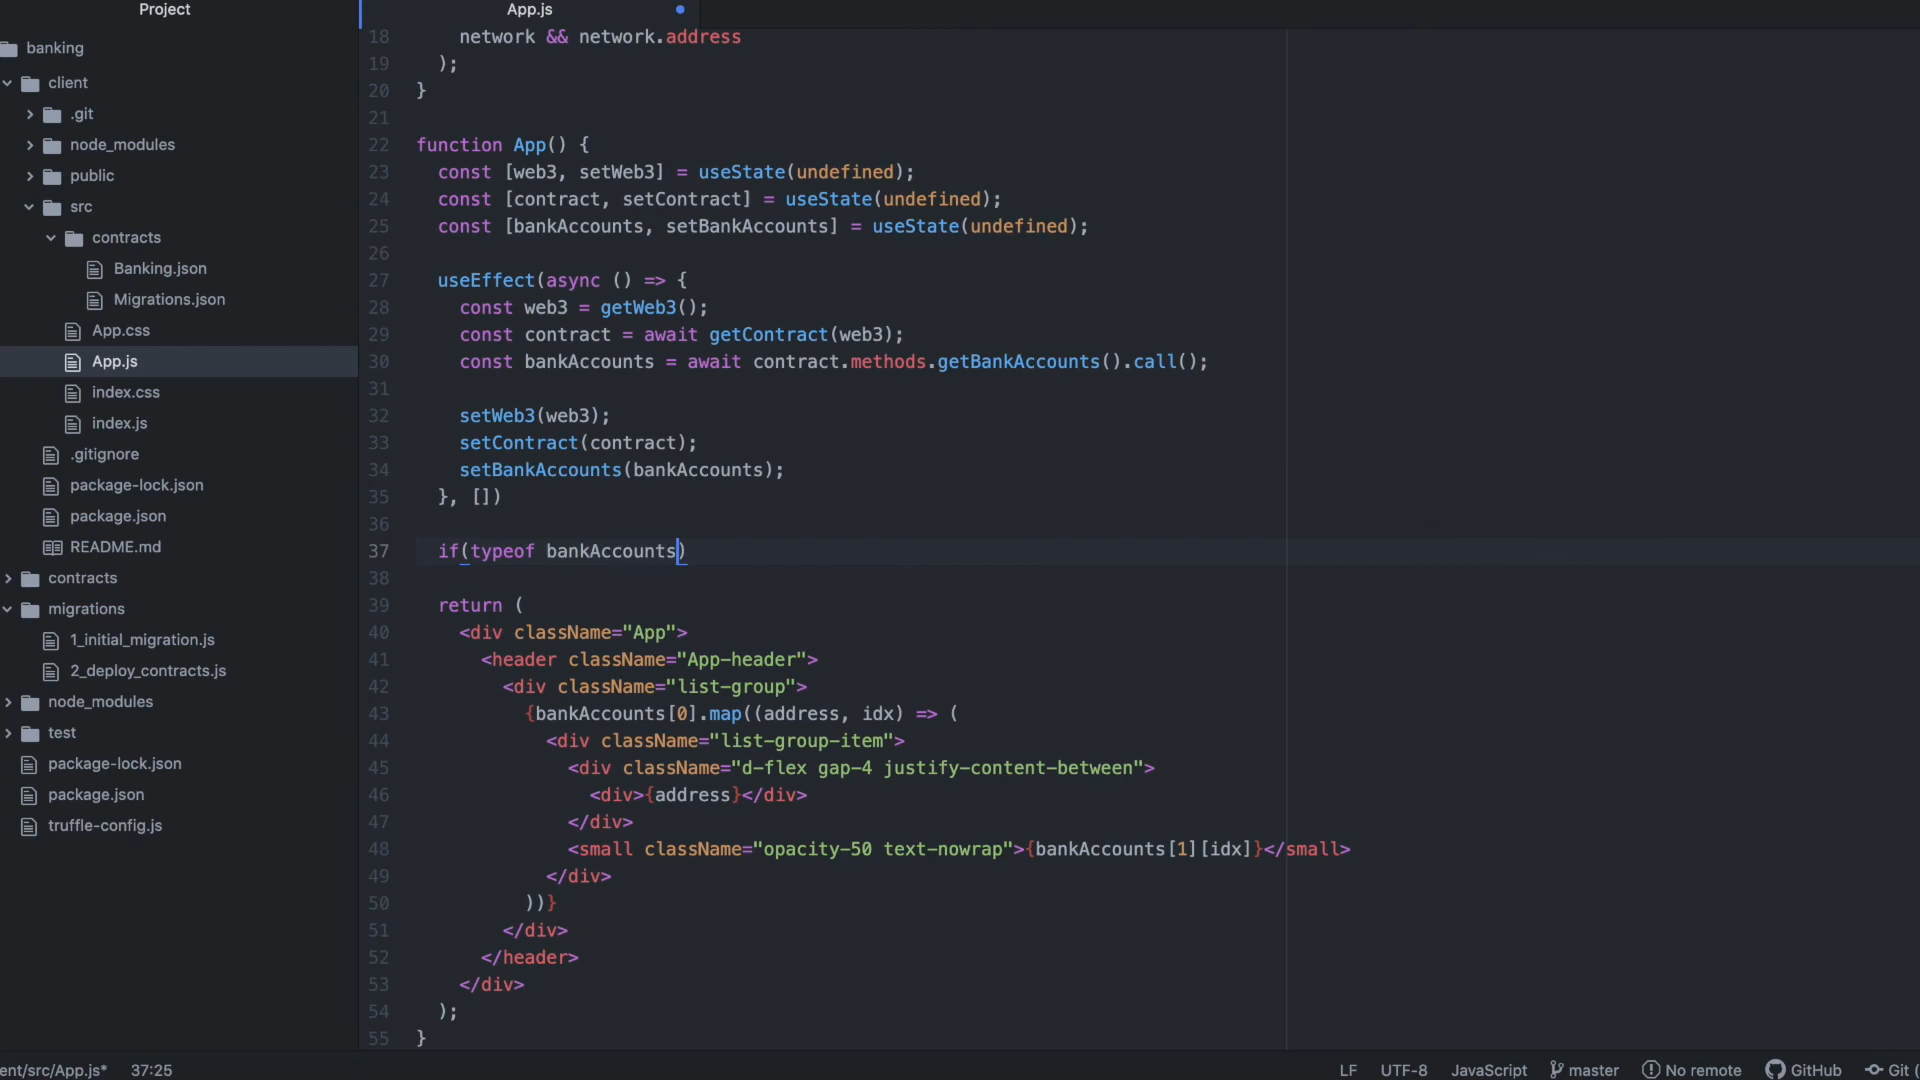 Project
banking
client
.git
node_modules
public
src
contracts
Banking.json
Migrations.json
App.css
App.js
index.css
index.js
.gitignore
package-lock.json
package.json
README.md
contracts
migrations
1_initial_migration.js
2_deploy_contracts.js
node_modules
test
package-lock.json
package.json
truffle-config.js
App.js
18 network && network.address
19 );
20 }
21
22 function App() {
23 const [web3, setWeb3] = useState(undefined);
24 const [contract, setContract] = useState(undefined);
25 const [bankAccounts, setBankAccounts] = useState(undefined);
26
27 useEffect(async () => {
28 const web3 = getWeb3();
29 const contract = await getContract(web3);
30 const bankAccounts = await contract.methods.getBankAccounts().call();
31
32 setWeb3(web3);
33 setContract(contract);
34 setBankAccounts(bankAccounts);
35 }, [])
36
37 if(typeof bankAccounts)
38
39 return (
40 <div className="App">
41 <header className="App-header">
42 <div className="list-group">
43 {bankAccounts[0].map((address, idx) => (
44 <div className="list-group-item">
45 <div className="d-flex gap-4 justify-content-between">
46 <div>{address}</div>
47 </div>
48 <small className="opacity-50 text-nowrap">{bankAccounts[1][idx]}</small>
49 </div>
50 ))}
51 </div>
52 </header>
53 </div>
54 );
55 }
ent/src/App.js* 37:25 LF UTF-8 JavaScript master No remote GitHub Git (